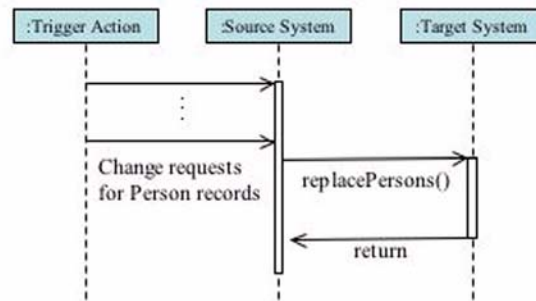 :Trigger Action
:Source System
:Target System
Change requests
for Person records
replacePersons()
return